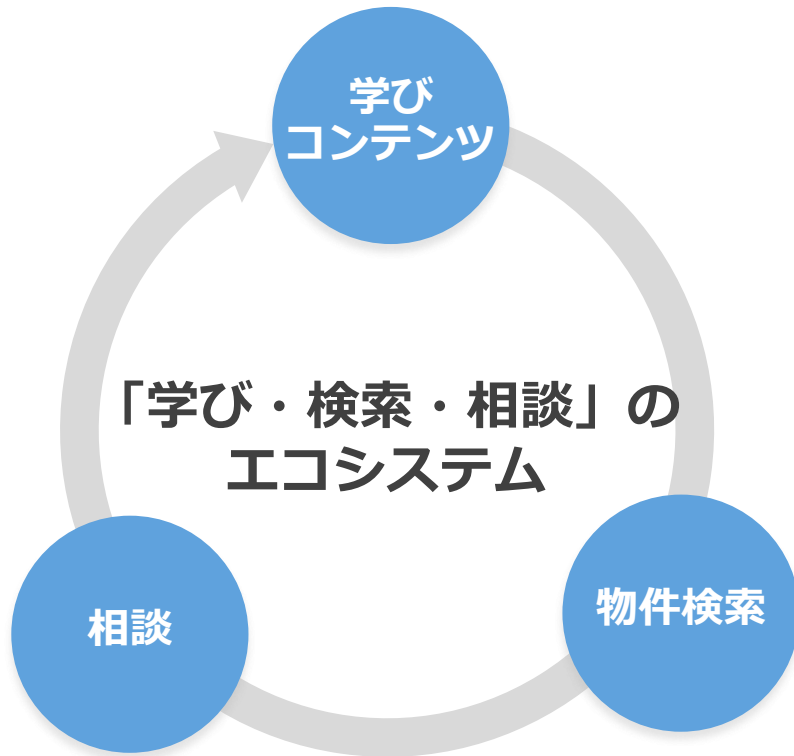 学び
コンテンツ
「学び・検索・相談」の
エコシステム
物件検索
相談